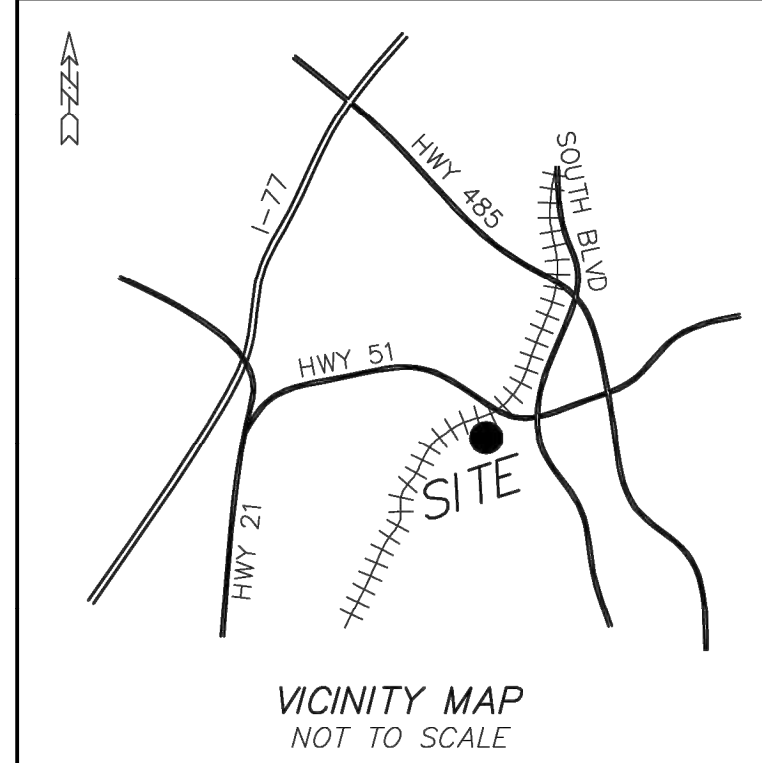 N
HWY 485
SOUTH BLVD
I-77
HWY 51
SITE
HWY 21
VICINITY MAP
NOT TO SCALE